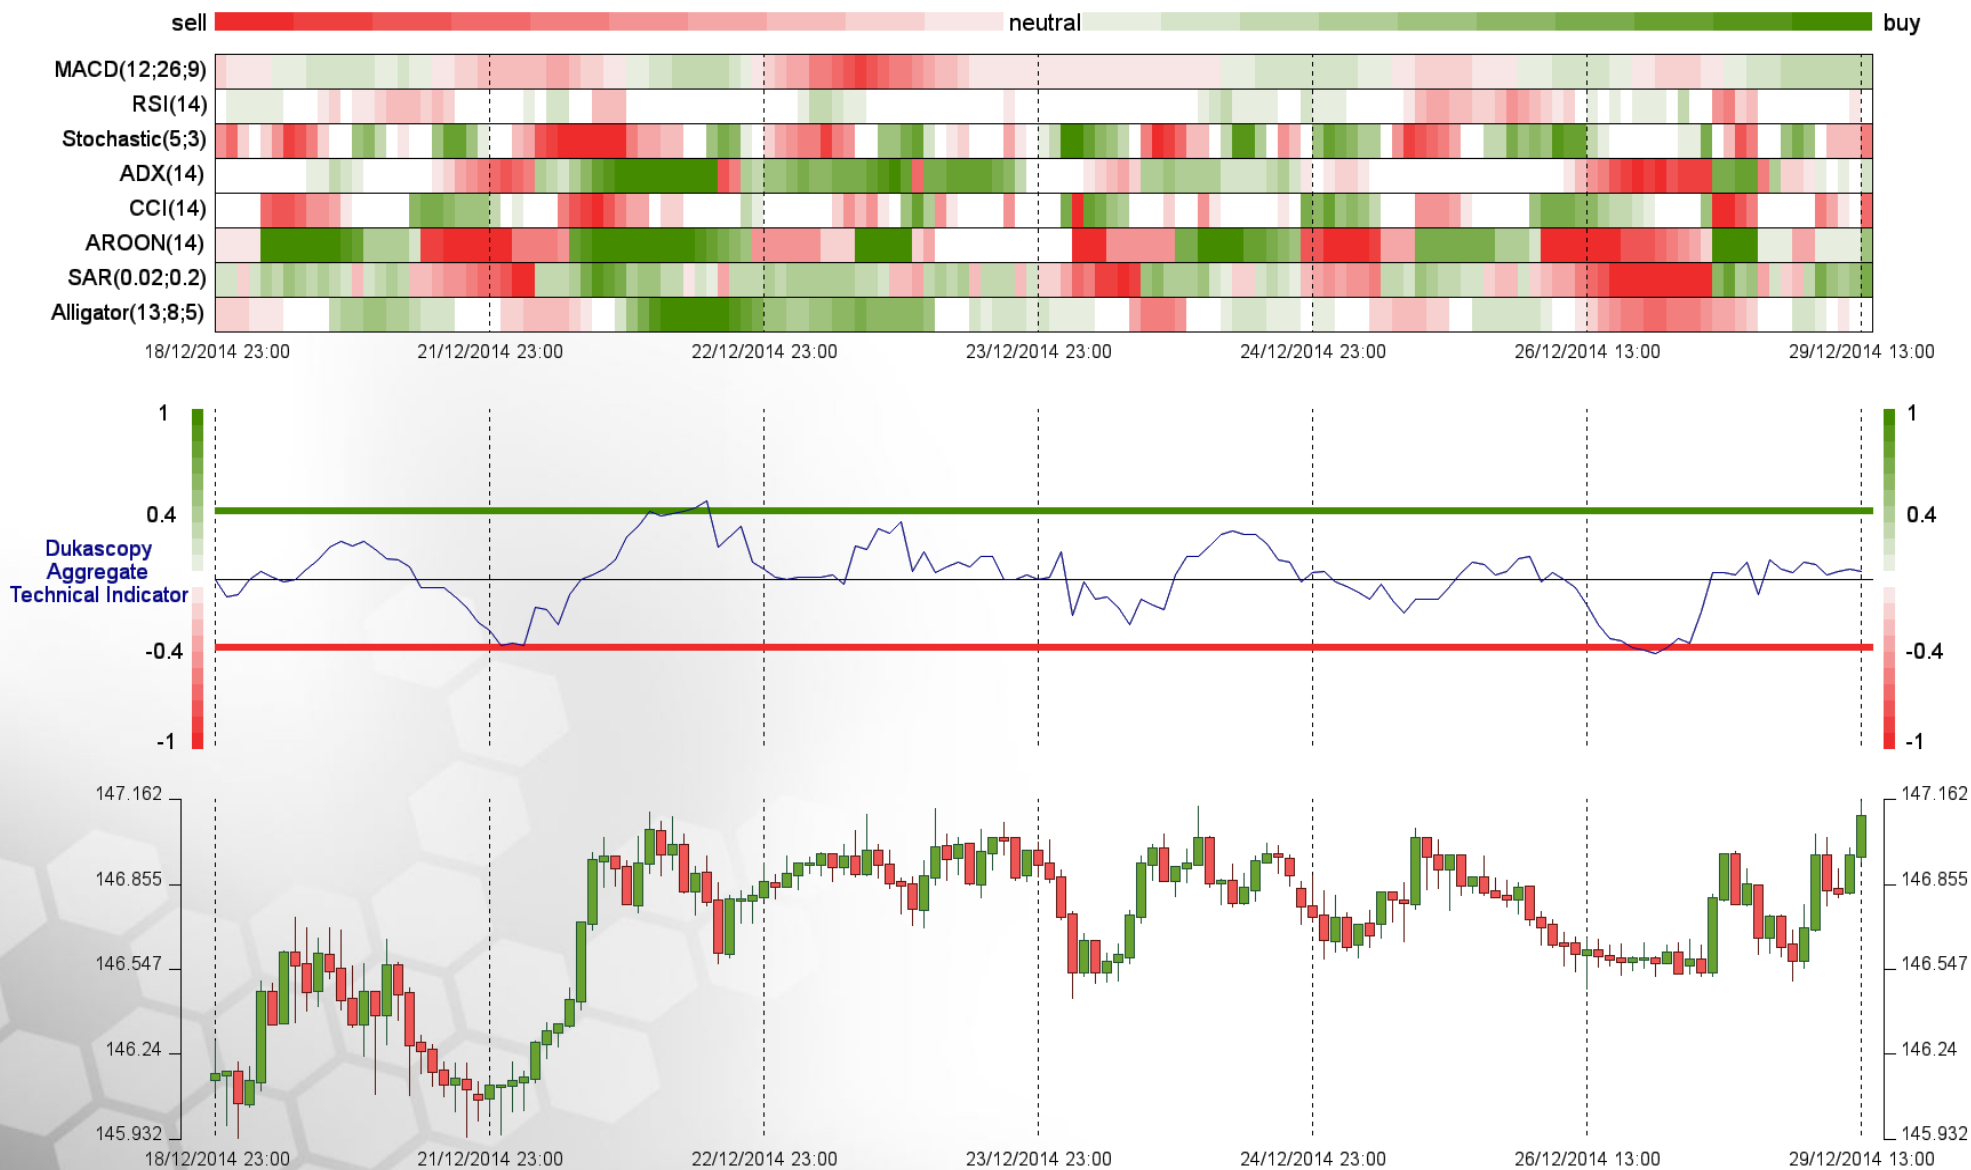 sell neutral buy
MACD(12;26;9)
RSI(14)
Stochastic(5;3)
ADX(14)
CCI(14)
AROON(14)
SAR(0.02;0.2)
Alligator(13;8;5)
18/12/2014 23:00 21/12/2014 23:00 22/12/2014 23:00 23/12/2014 23:00 24/12/2014 23:00 26/12/2014 13:00 29/12/2014 13:00
1 1
0.4 0.4
Dukascopy
Aggregate
Technical Indicator
-0.4 -0.4
-1 -1
147.162 147.162
146.855 146.855
146.547 146.547
146.24 146.24
145.932 145.932
18/12/2014 23:00 21/12/2014 23:00 22/12/2014 23:00 23/12/2014 23:00 24/12/2014 23:00 26/12/2014 13:00 29/12/2014 13:00